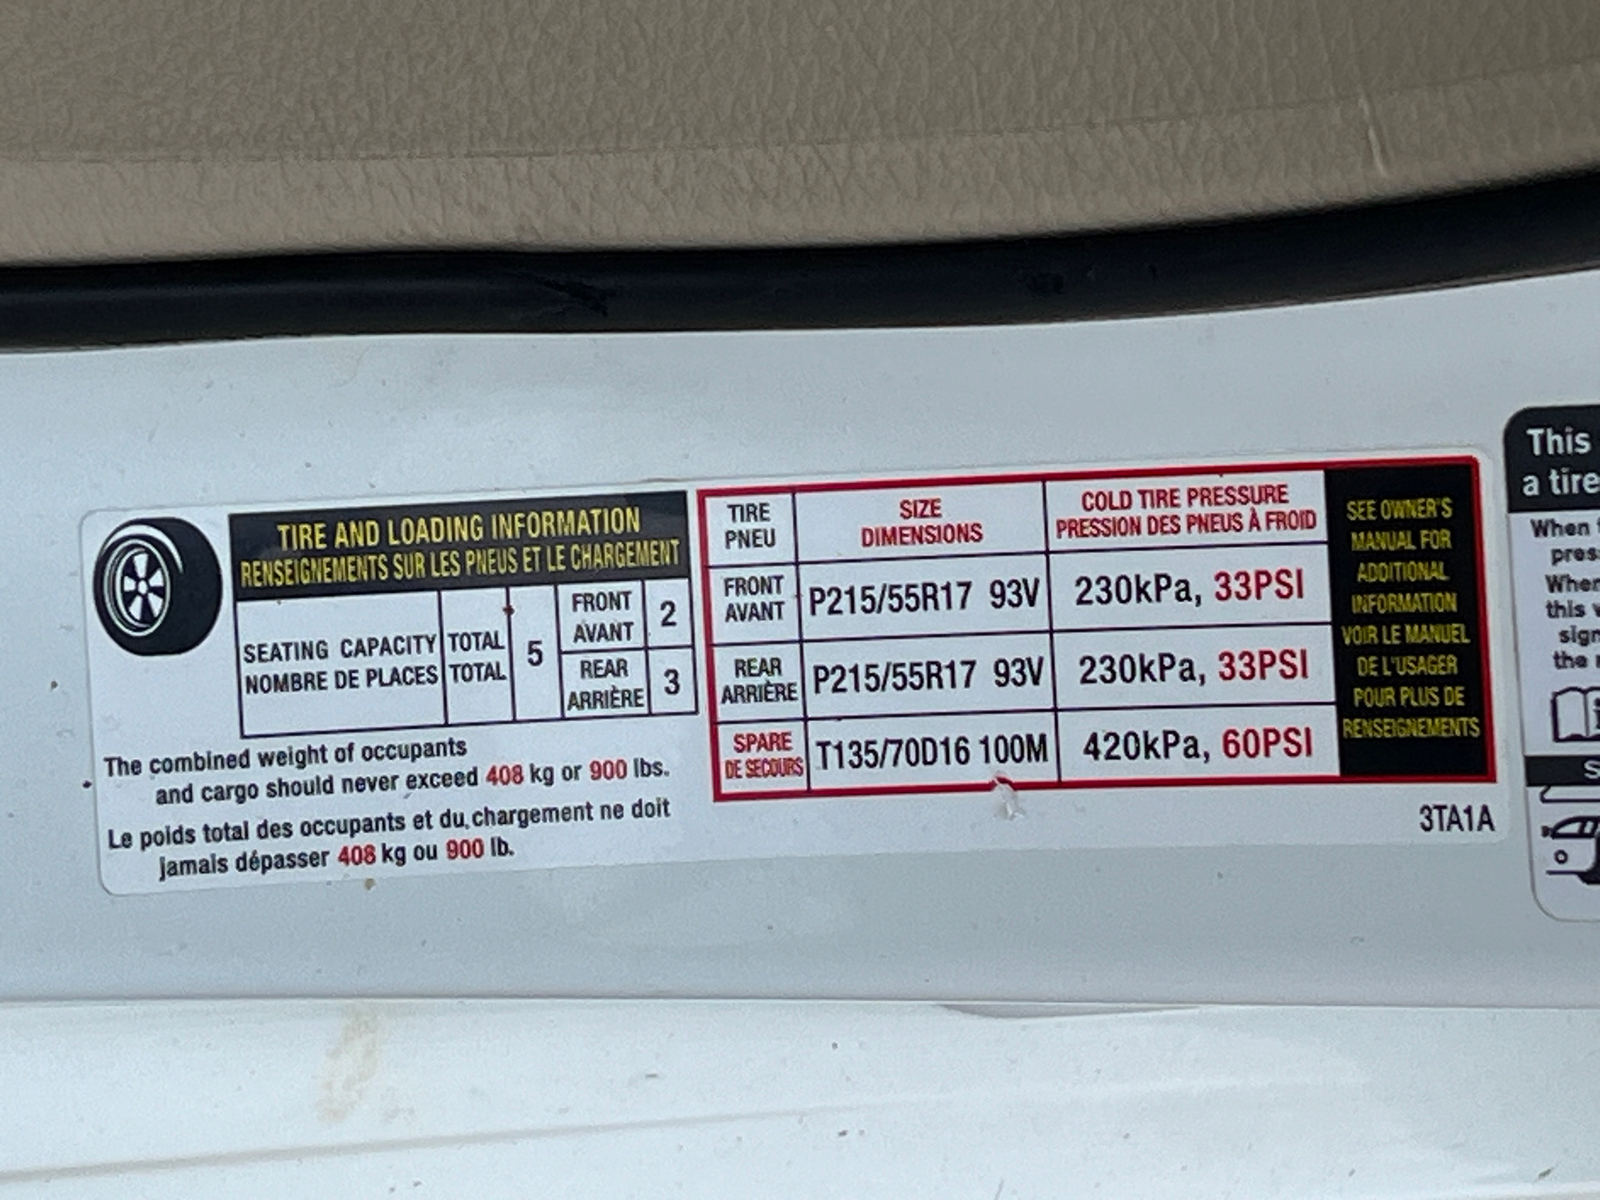 TIRE AND LOADING INFORMATION
RENSEIGNEMENTS SUR LES PNEUS ET LE CHARGEMENT
SEATING CAPACITY
NOMBRE DE PLACES
TOTAL
TOTAL
5
FRONT
AVANT
2
REAR
ARRIÈRE
3
The combined weight of occupants
and cargo should never exceed 408 kg or 900 lbs.
Le poids total des occupants et du chargement ne doit
jamais dépasser 408 kg ou 900 lb.
TIRE
PNEU
SIZE
DIMENSIONS
COLD TIRE PRESSURE
PRESSION DES PNEUS À FROID
FRONT
AVANT
P215/55R17 93V
230kPa, 33PSI
REAR
ARRIÈRE
P215/55R17 93V
230kPa, 33PSI
SPARE
DE SECOURS
T135/70D16 100M
420kPa, 60PSI
SEE OWNER'S
MANUAL FOR
ADDITIONAL
INFORMATION
VOIR LE MANUEL
DE L'USAGER
POUR PLUS DE
RENSEIGNEMENTS
3TA1A
This
a tire
When
pres
When
this
sign
the